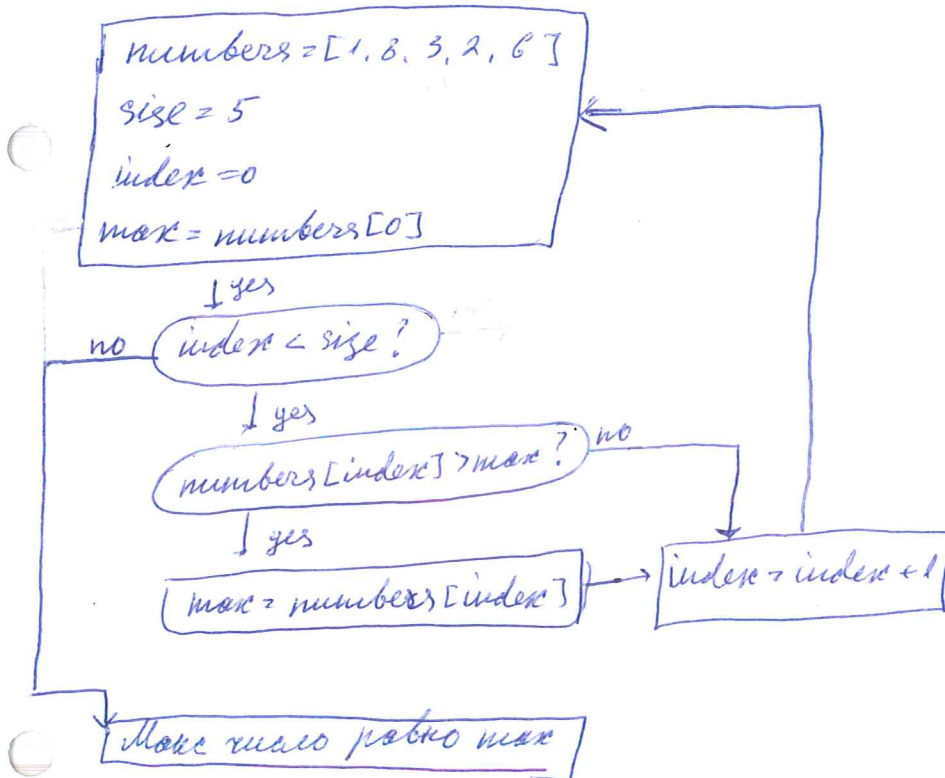 numbers=[1, 8, 3, 2, 6]
size = 5
index =0
max = numbers[0]
yes
no
index < size?
yes
numbers[index]>max?
no
yes
max = numbers[index]
index = index + 1
Макс число равно max